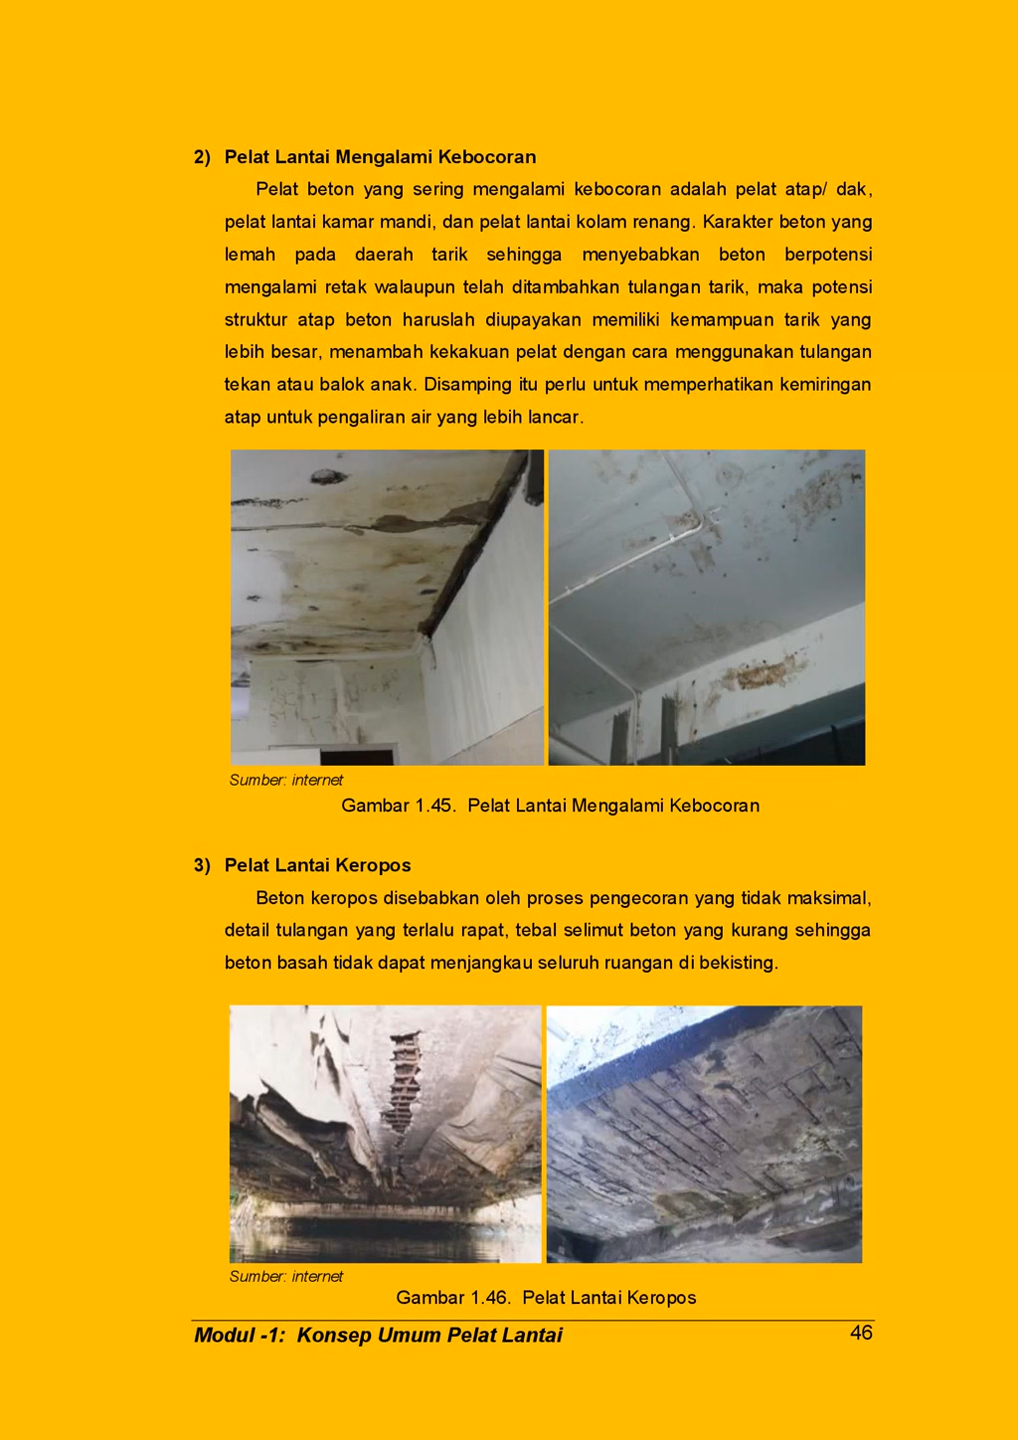 2) Pelat Lantai Mengalami Kebocoran
Pelat beton yang sering mengalami kebocoran adalah pelat atap/ dak,
pelat lantai kamar mandi, dan pelat lantai kolam renang. Karakter beton yang
lemah pada daerah tarik sehingga menyebabkan beton berpotensi
mengalami retak walaupun telah ditambahkan tulangan tarik, maka potensi
struktur atap beton haruslah diupayakan memiliki kemampuan tarik yang
lebih besar, menambah kekakuan pelat dengan cara menggunakan tulangan
tekan atau balok anak. Disamping itu perlu untuk memperhatikan kemiringan
atap untuk pengaliran air yang lebih lancar.
Sumber: internet
Gambar 1.45. Pelat Lantai Mengalami Kebocoran
3) Pelat Lantai Keropos
Beton keropos disebabkan oleh proses pengecoran yang tidak maksimal,
detail tulangan yang terlalu rapat, tebal selimut beton yang kurang sehingga
beton basah tidak dapat menjangkau seluruh ruangan di bekisting.
Sumber: internet
Gambar 1.46. Pelat Lantai Keropos
Modul -1: Konsep Umum Pelat Lantai 46